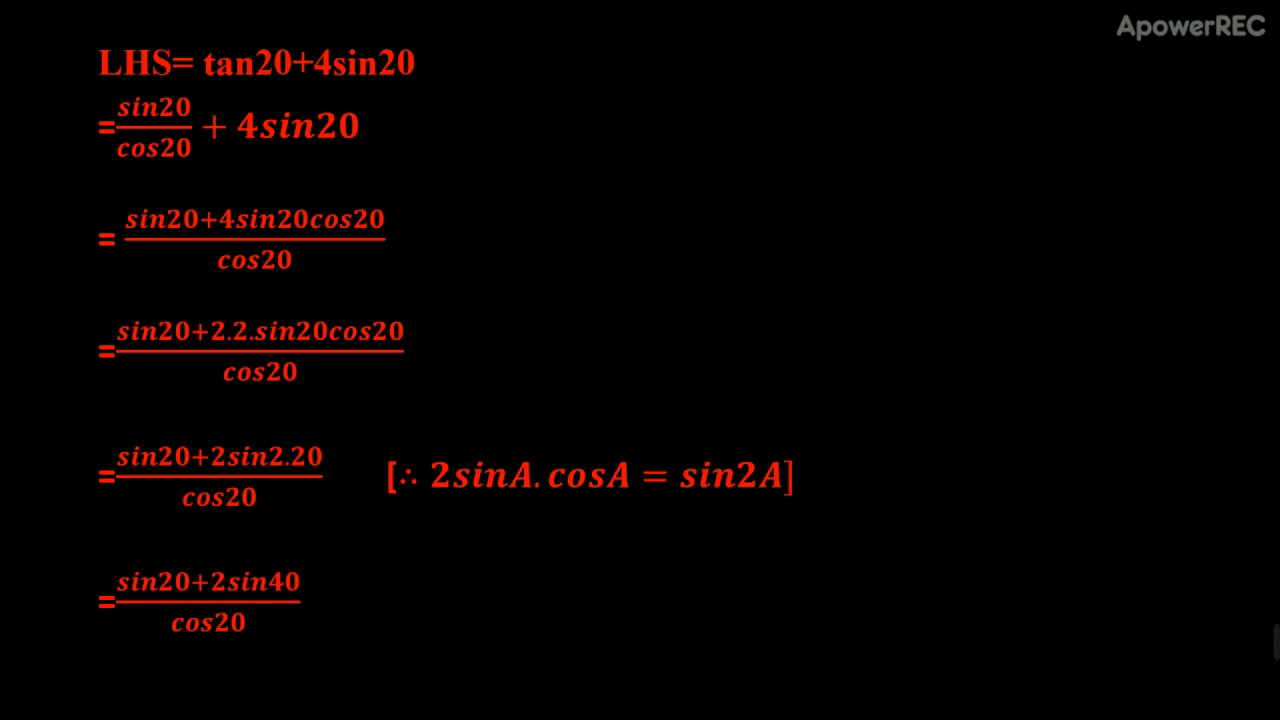 ApowerREC
LHS= tan20+4sin20
=sin20/cos20 + 4sin20
= sin20+4sin20cos20/cos20
=sin20+2.2.sin20cos20/cos20
=sin20+2sin2.20/cos20 [∴ 2sinA.cosA = sin2A]
=sin20+2sin40/cos20